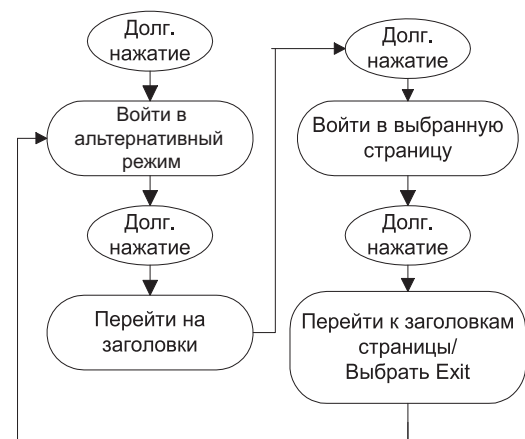 Долг.
нажатие
Войти в
альтернативный
режим
Долг.
нажатие
Перейти на
заголовки
Долг.
нажатие
Войти в выбранную
страницу
Долг.
нажатие
Перейти к заголовкам
страницы/
Выбрать Exit